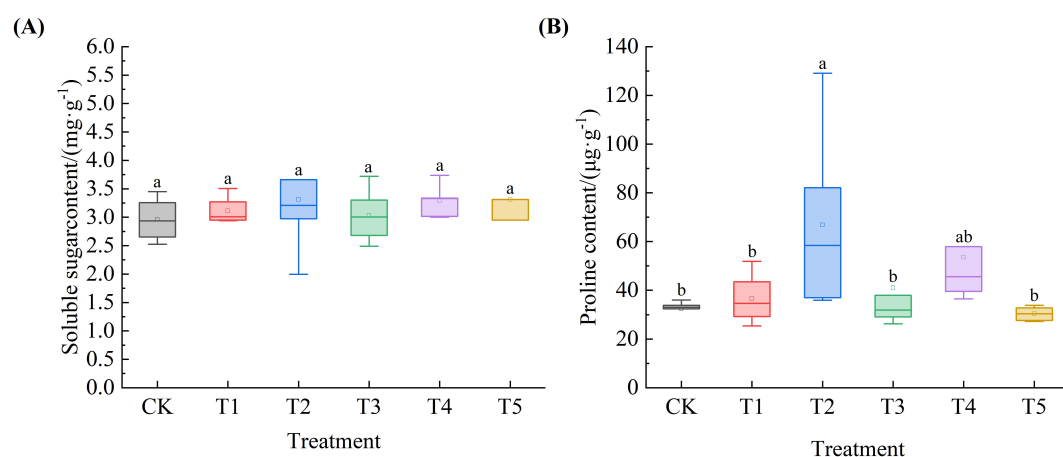 (A)
Soluble sugarcontent/(mg·g⁻¹)
6.0
5.5
5.0
4.5
4.0
3.5
3.0
2.5
2.0
1.5
1.0
0.5
0.0
a
a
a
a
a
a
CK T1 T2 T3 T4 T5
Treatment
(B)
Proline content/(μg·g⁻¹)
140
120
100
80
60
40
20
0
b
b
a
b
ab
b
CK T1 T2 T3 T4 T5
Treatment